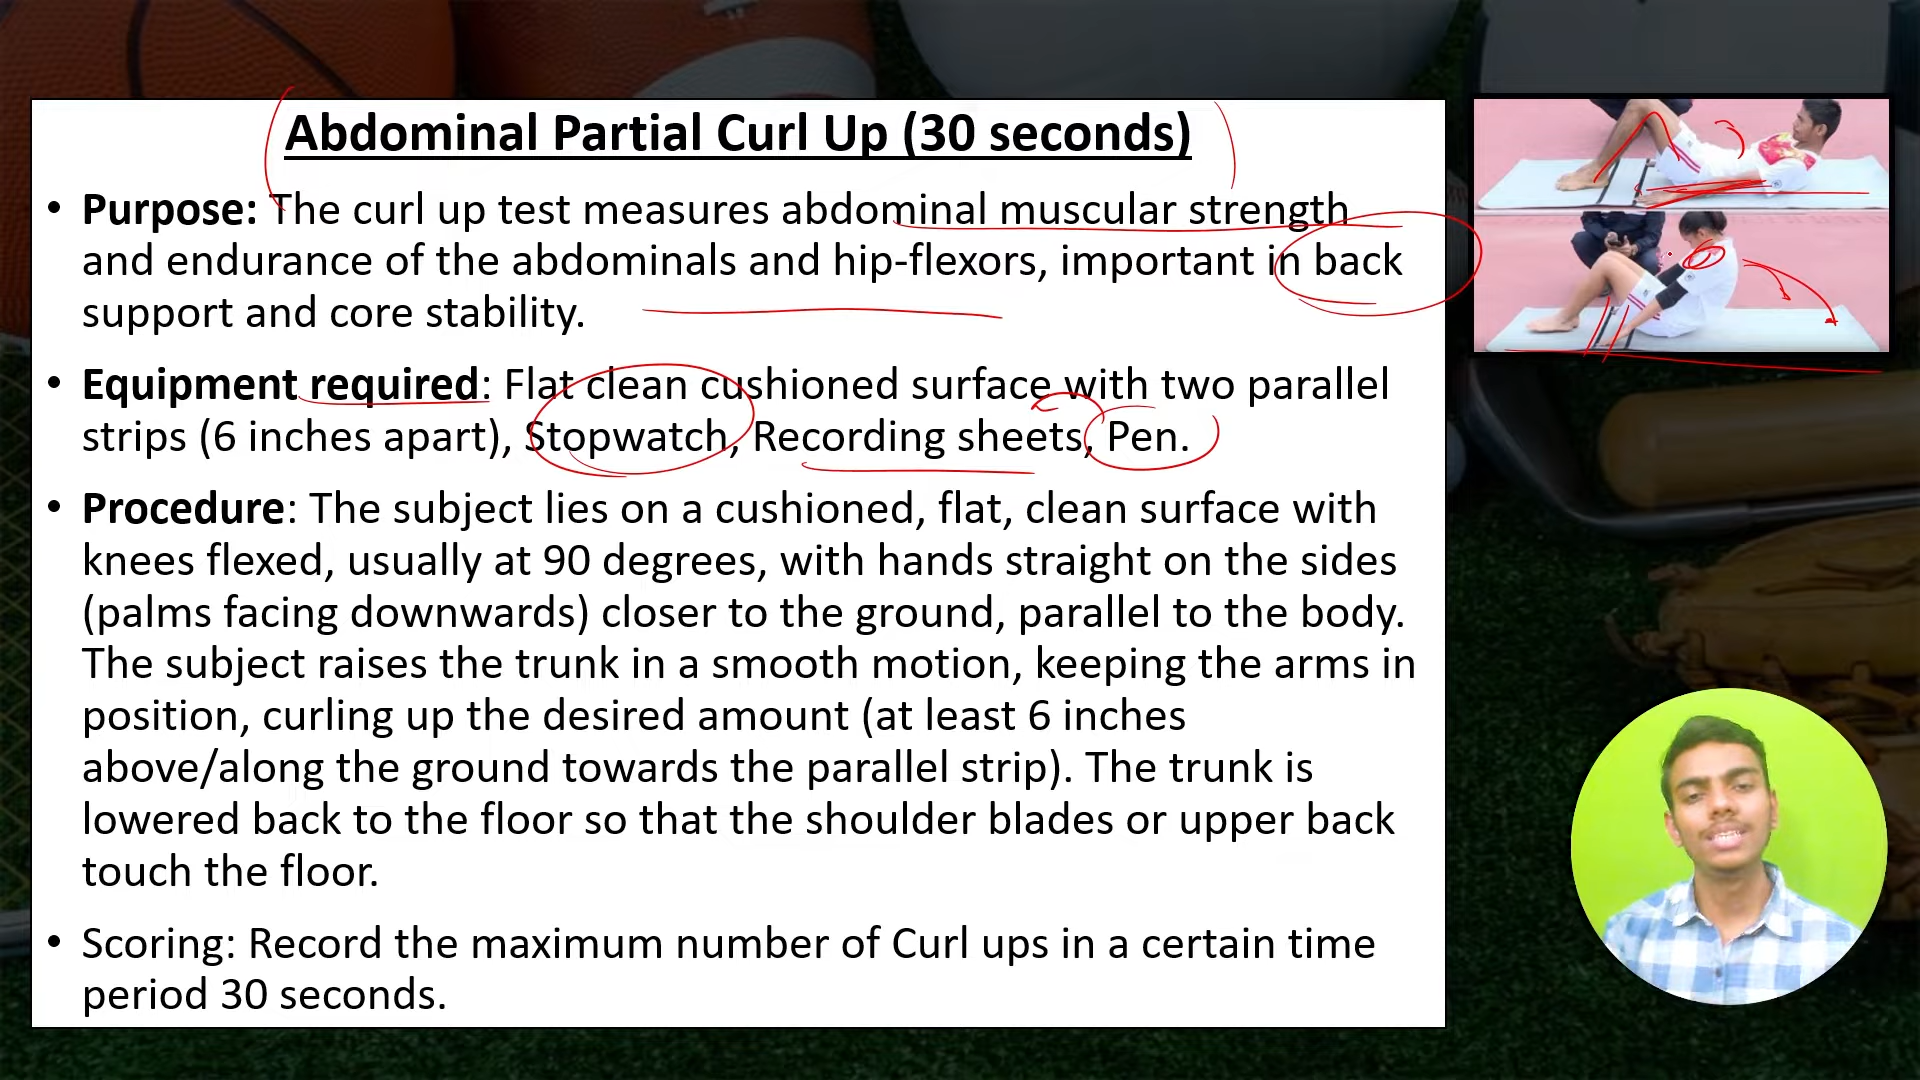 Abdominal Partial Curl Up (30 seconds)
• Purpose: The curl up test measures abdominal muscular strength
and endurance of the abdominals and hip-flexors, important in back
support and core stability.
• Equipment required: Flat clean cushioned surface with two parallel
strips (6 inches apart), Stopwatch, Recording sheets, Pen.
• Procedure: The subject lies on a cushioned, flat, clean surface with
knees flexed, usually at 90 degrees, with hands straight on the sides
(palms facing downwards) closer to the ground, parallel to the body.
The subject raises the trunk in a smooth motion, keeping the arms in
position, curling up the desired amount (at least 6 inches
above/along the ground towards the parallel strip). The trunk is
lowered back to the floor so that the shoulder blades or upper back
touch the floor.
• Scoring: Record the maximum number of Curl ups in a certain time
period 30 seconds.